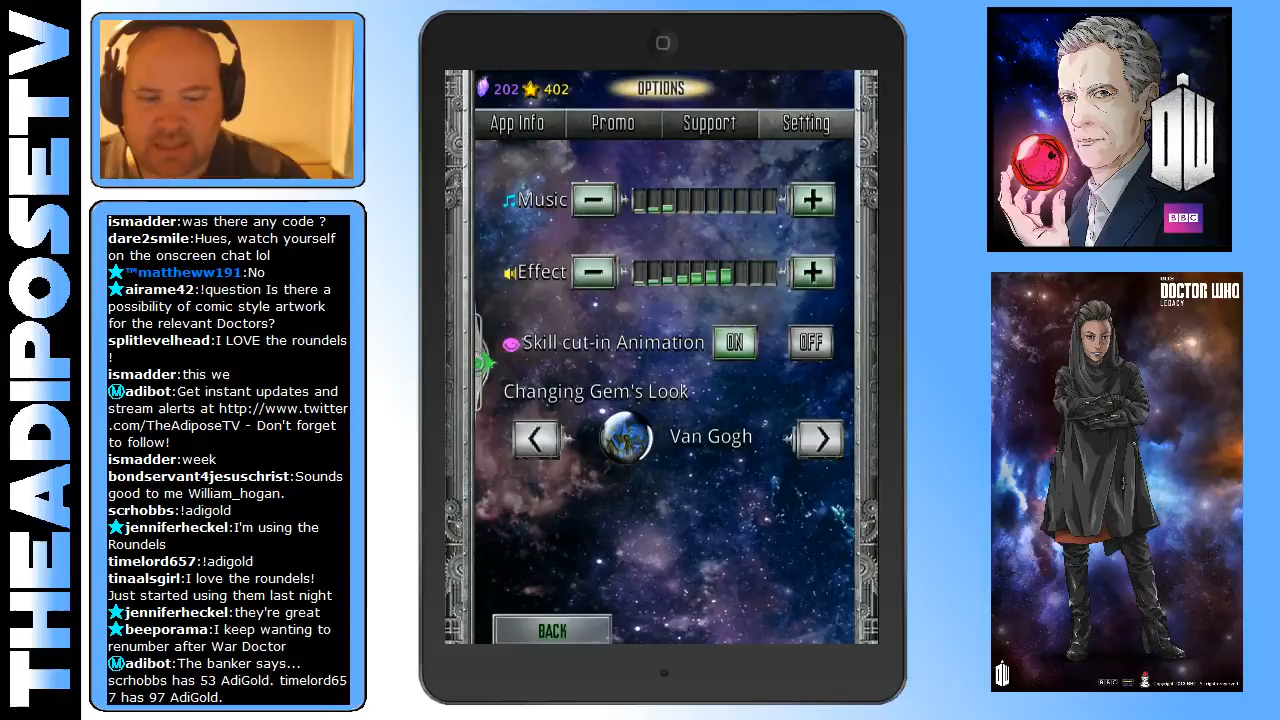 THEADIPOSETV
ismadder:was there any code ?
dare2smile:Hues, watch yourself
on the onscreen chat lol
™mattheww191:No
airame42:!question Is there a
possibility of comic style artwork
for the relevant Doctors?
splitlevelhead:I LOVE the roundels
!
ismadder:this we
Madibot:Get instant updates and
stream alerts at http://www.twitter
.com/TheAdiposeTV - Don't forget
to follow!
ismadder:week
bondservant4jesuschrist:Sounds
good to me William_hogan.
scrhobbs:!adigold
jenniferheckel:I'm using the
Roundels
timelord657:!adigold
tinaalsgirl:I love the roundels!
Just started using them last night
jenniferheckel:they're great
beeporama:I keep wanting to
renumber after War Doctor
Madibot:The banker says...
scrhobbs has 53 AdiGold. timelord65
7 has 97 AdiGold.
202 402 OPTIONS
App Info Promo Support Setting
Music − +
Effect − +
Skill cut-in Animation ON OFF
Changing Gem's Look
< Van Gogh >
BACK
DW
BBC
DOCTOR WHO
LEGACY
DW
BBC